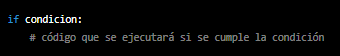 if condicion:
    # código que se ejecutará si se cumple la condición